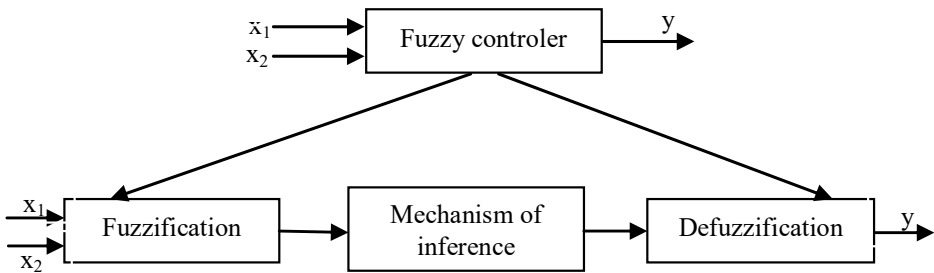 x₁
Fuzzy controler
y
x₂
x₁
Fuzzification
Mechanism of
inference
Defuzzification
y
x₂